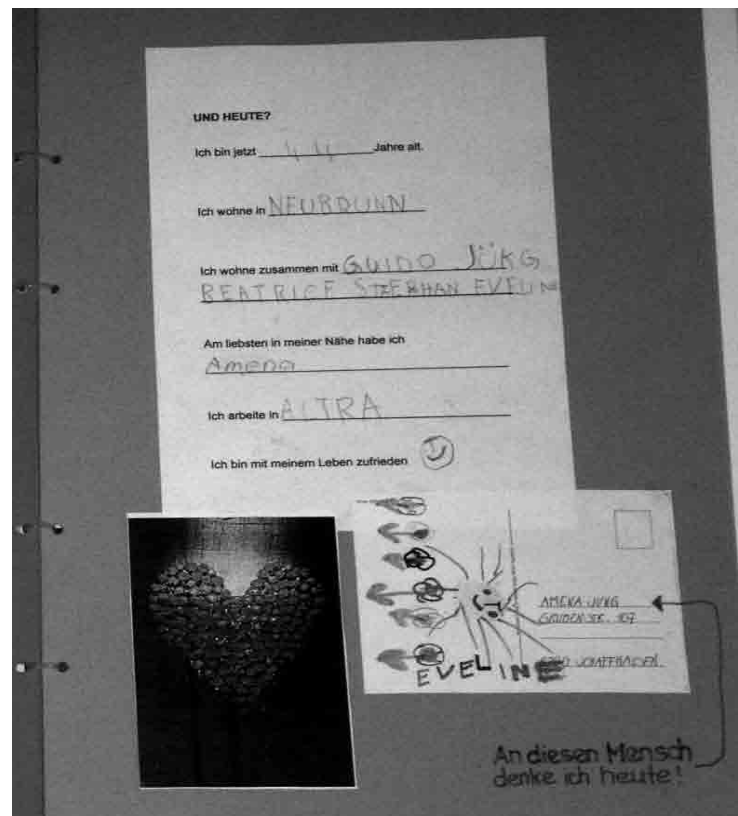 UND HEUTE?
Ich bin jetzt 44 Jahre alt.
Ich wohne in NEUBRUNN
Ich wohne zusammen mit GUIDO JÜRG
BEATRICE STEPHAN EVELIN
Am liebsten in meiner Nähe habe ich
Amena
Ich arbeite in ALTRA
Ich bin mit meinem Leben zufrieden
AMENA JÜRG
107
EVELINE
An diesen Mensch
denke ich heute!